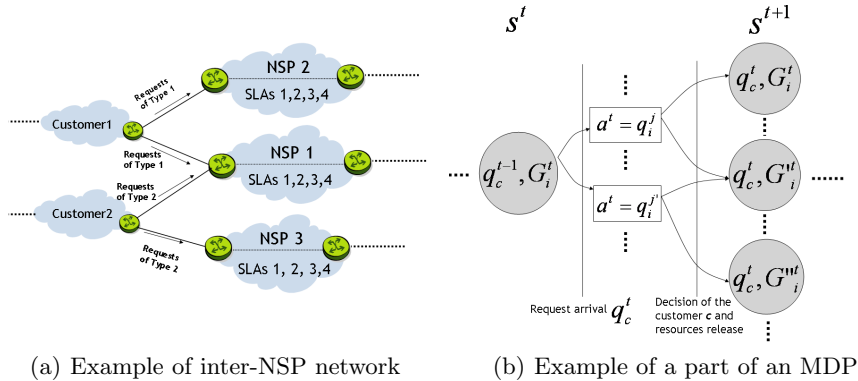 Customer1
Requests
of Type 1
NSP 2
SLAs 1,2,3,4
Requests
of Type 1
Requests
of Type 2
NSP 1
SLAs 1,2,3,4
Customer2
Requests
of Type 2
NSP 3
SLAs 1, 2, 3,4
(a) Example of inter-NSP network
s^t
s^{t+1}
q_c^{t-1}, G_i^t
a^t = q_i^j
a^t = q_i^{j'}
q_c^t, G_i^t
q_c^t, G'_i^t
q_c^t, G"_i^t
Request arrival q_c^t
Decision of the
customer c and
resources release
(b) Example of a part of an MDP